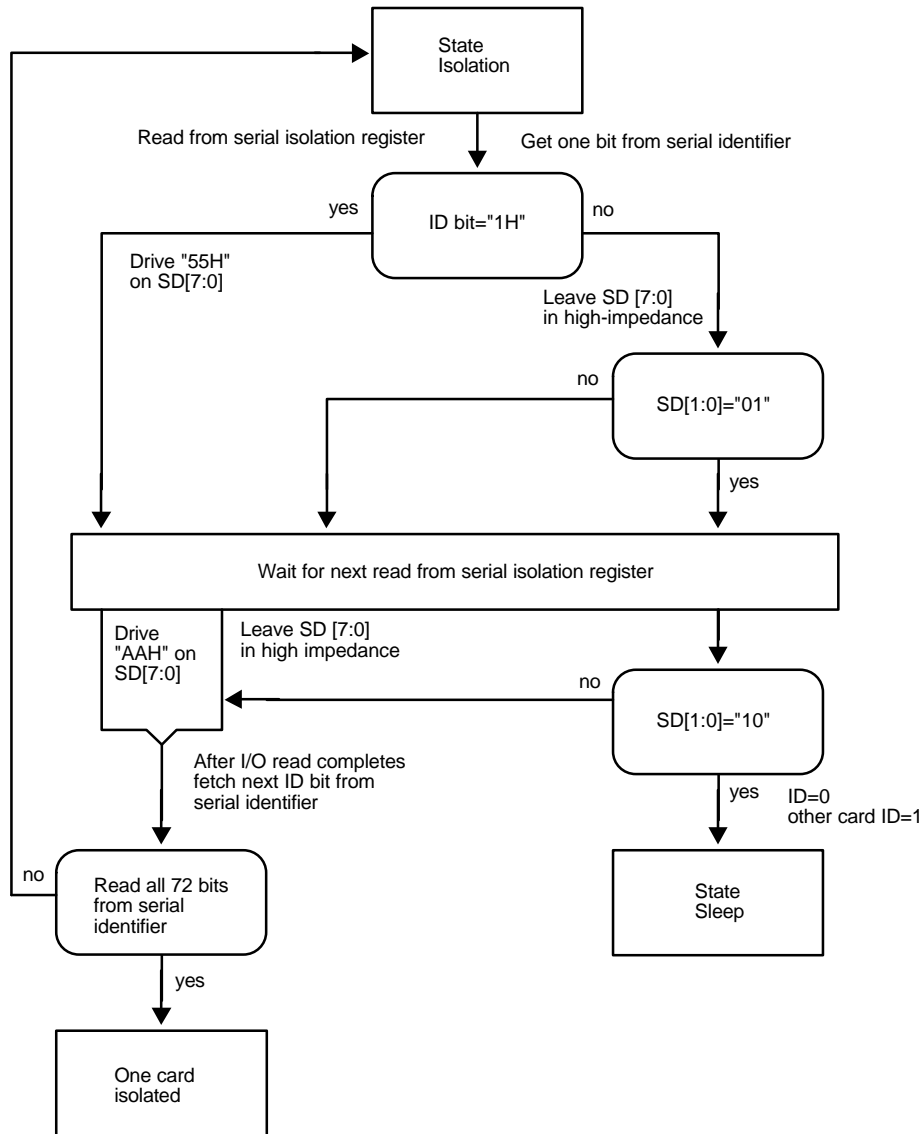 State
Isolation
Read from serial isolation register
Get one bit from serial identifier
yes
ID bit="1H"
no
Drive "55H"
on SD[7:0]
Leave SD [7:0]
in high-impedance
no
SD[1:0]="01"
yes
Wait for next read from serial isolation register
Drive
"AAH" on
SD[7:0]
Leave SD [7:0]
in high impedance
no
SD[1:0]="10"
After I/O read completes
fetch next ID bit from
serial identifier
yes
ID=0
other card ID=1
no
Read all 72 bits
from serial
identifier
State
Sleep
yes
One card
isolated